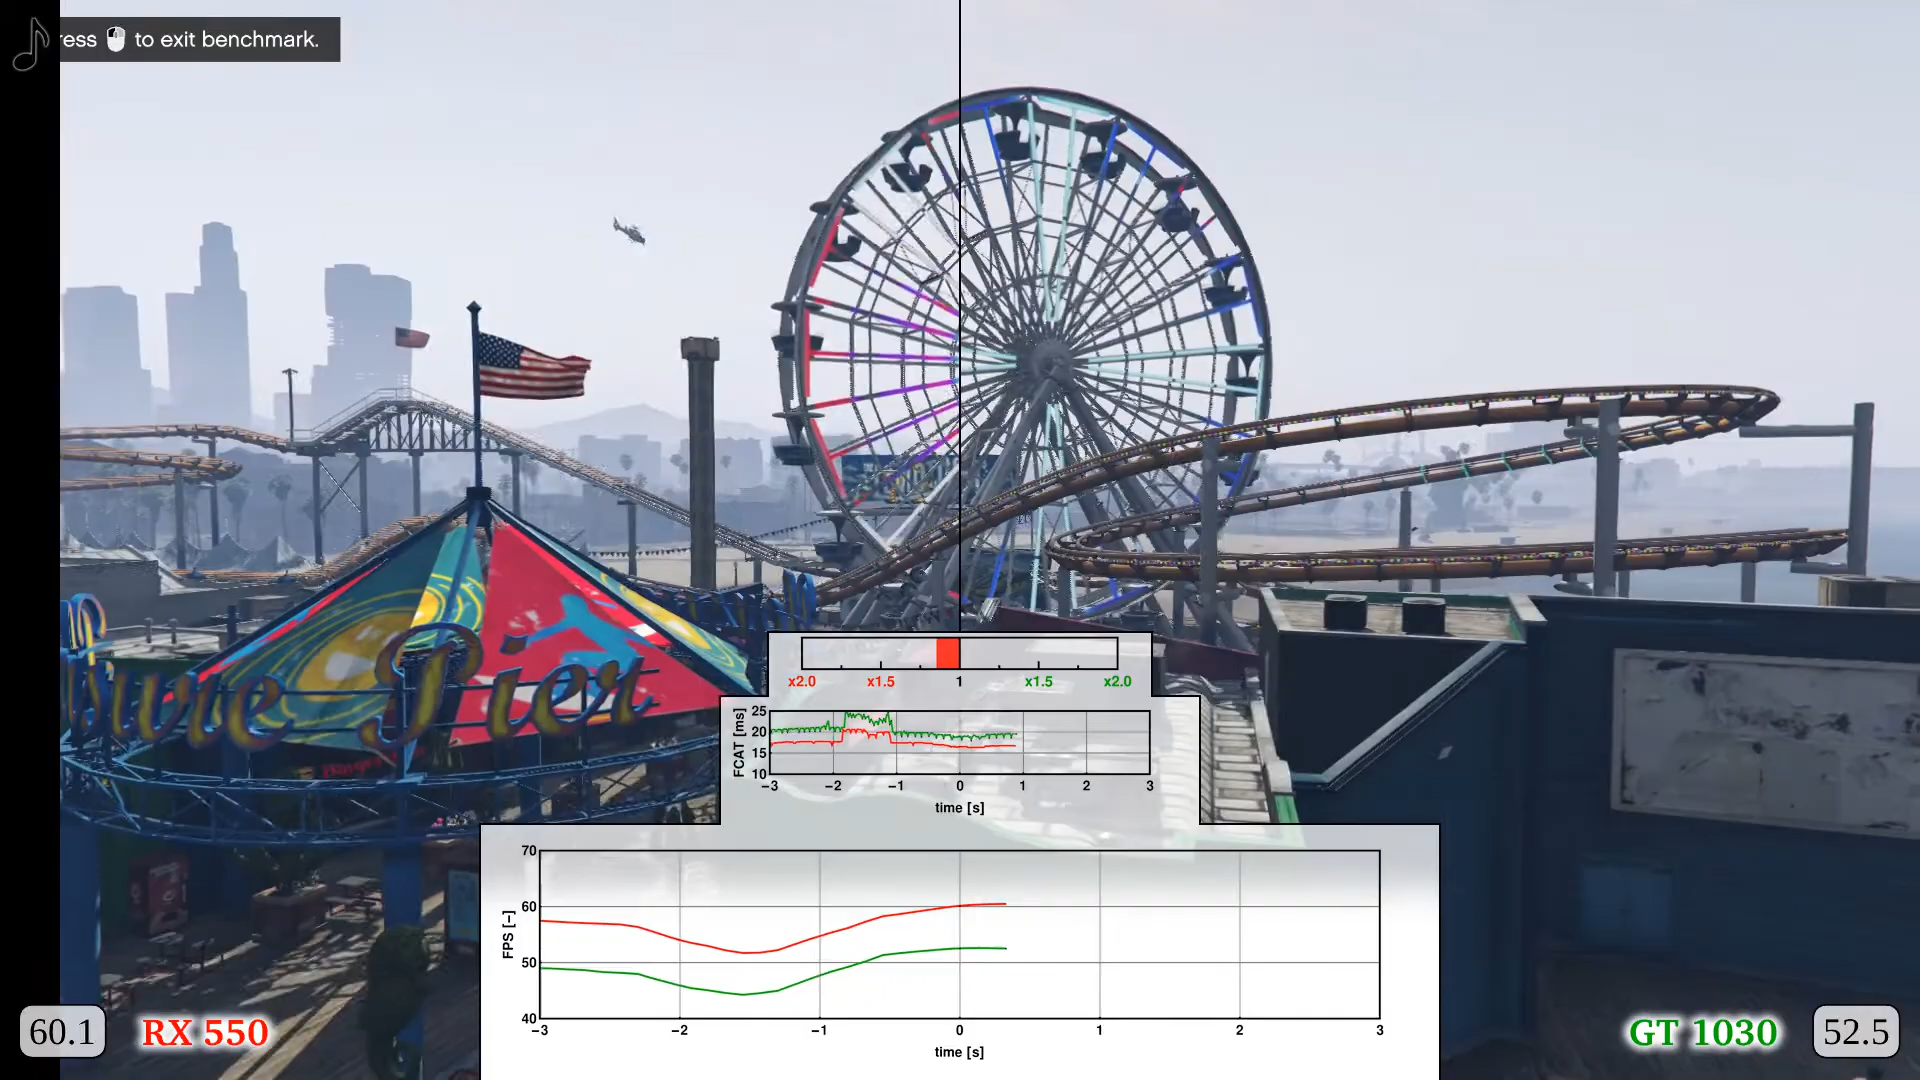 ress to exit benchmark.
ure Pier
x2.0 x1.5 1 x1.5 x2.0
FCAT [ms]
25
20
15
10
−3 −2 −1 0 1 2 3
time [s]
FPS [−]
70
60
50
40
−3 −2 −1 0 1 2 3
time [s]
60.1 RX 550
GT 1030 52.5